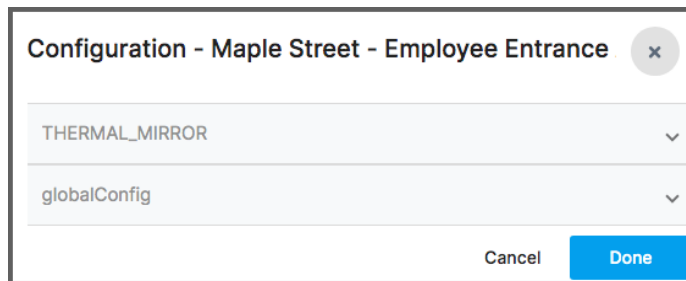 Configuration - Maple Street - Employee Entrance
THERMAL_MIRROR
globalConfig
Cancel Done